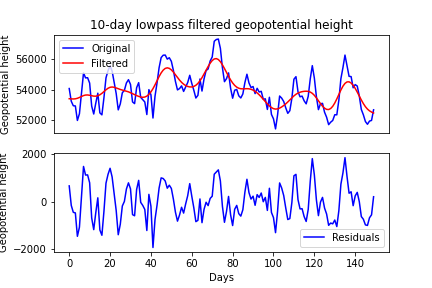 10-day lowpass filtered geopotential height
Geopotential height
56000
54000
52000
Original
Filtered
Geopotential height
2000
0
−2000
Residuals
0 20 40 60 80 100 120 140
Days